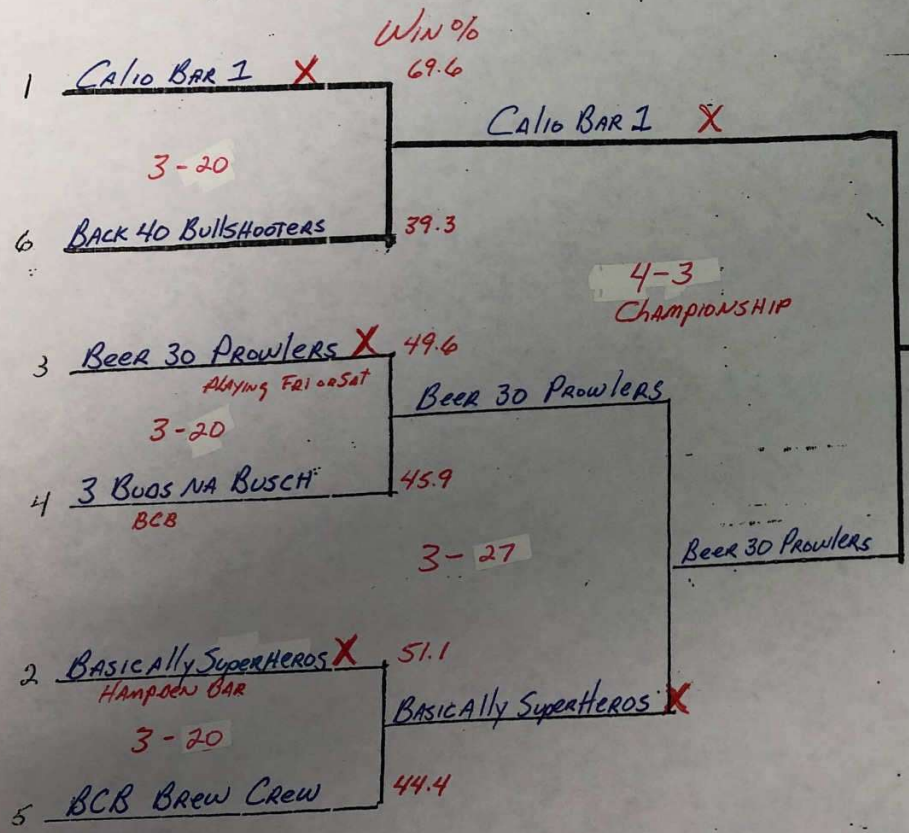 WIN %
1 CALIO BAR 1 X 69.6
CALIO BAR 1 X
3-20
6 BACK 40 BULLSHOOTERS 39.3
4-3
CHAMPIONSHIP
3 BEER 30 PROWLERS X 49.6
PLAYING FRI OR SAT
BEER 30 PROWLERS
3-20
4 3 BUDS NA BUSCH 45.9
BCB
3-27
BEER 30 PROWLERS
2 BASICALLY SUPERHEROS X 51.1
HAMPDEN BAR
BASICALLY SUPERHEROS X
3-20
5 BCB BREW CREW 44.4